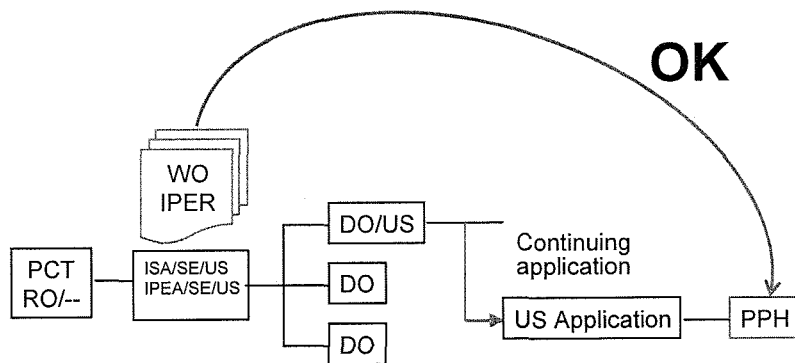 OK
WO
IPER
PCT
RO/--
ISA/SE/US
IPEA/SE/US
DO/US
DO
DO
Continuing
application
US Application
PPH